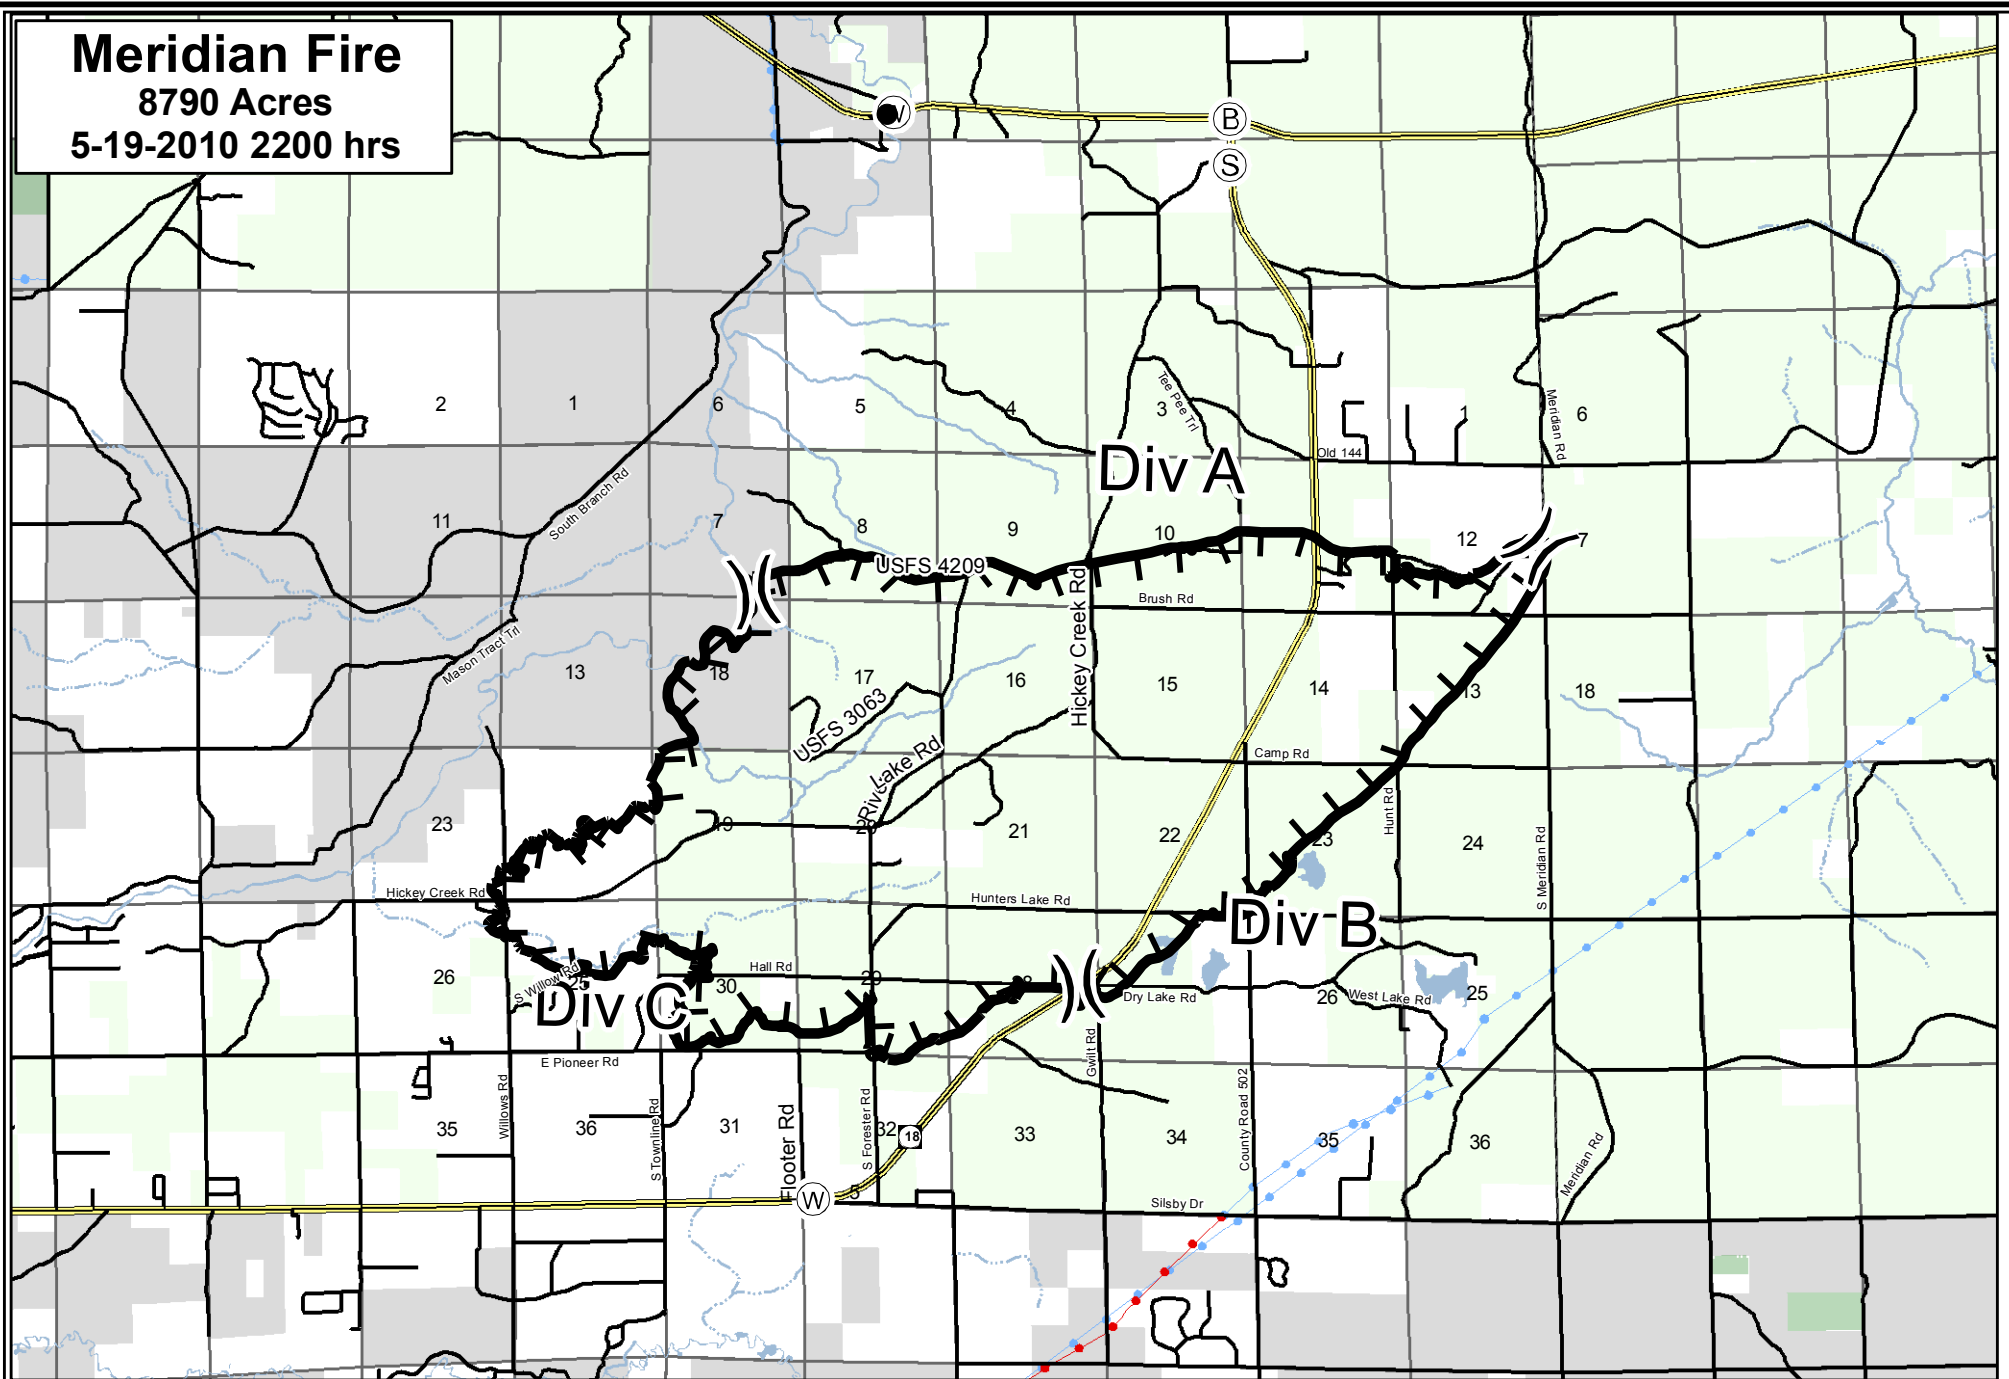 Meridian Fire
8790 Acres
5-19-2010 2200 hrs
B
S
2
1
6
5
4
3
Tee Pee Trl
1
Meridian Rd
6
Old 144
Div A
South Branch Rd
11
7
8
9
10
12
7
USFS 4209
Brush Rd
Hickey Creek Rd
Mason Tract Trl
13
18
17
16
15
14
13
18
USFS 3063
River Lake Rd
Camp Rd
Hunt Rd
23
19
20
21
22
23
24
S Meridian Rd
Hickey Creek Rd
Hunters Lake Rd
Div B
26
S Willow Rd
25
Div C
30
Hall Rd
29
28
Dry Lake Rd
26
West Lake Rd
25
E Pioneer Rd
Gwilt Rd
35
Willows Rd
36
S Townline Rd
31
Flooter Rd
S Forester Rd
32
18
33
34
County Road 502
35
36
Meridian Rd
W
5
Silsby Dr